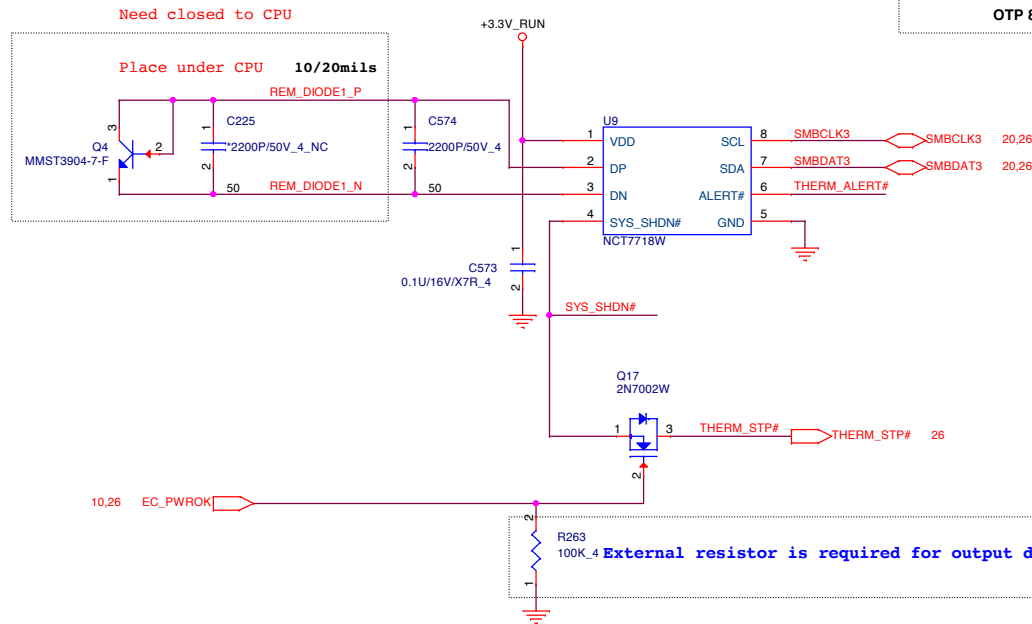 Need closed to CPU
+3.3V_RUN
OTP 8
Place under CPU 10/20mils
REM_DIODE1_P
C225
C574
U9
3
1
1
Q4
2
*2200P/50V_4_NC
2200P/50V_4
MMST3904-7-F
2
2
1
50 REM_DIODE1_N 50
1 VDD SCL 8 SMBCLK3 SMBCLK3 20,26
2 DP SDA 7 SMBDAT3 SMBDAT3 20,26
3 DN ALERT# 6 THERM_ALERT#
4 SYS_SHDN# GND 5
NCT7718W
1
C573
0.1U/16V/X7R_4
2
SYS_SHDN#
Q17
2N7002W
1 3 THERM_STP# THERM_STP# 26
2
10,26 EC_PWROK
2
R263
100K_4 External resistor is required for output d
1